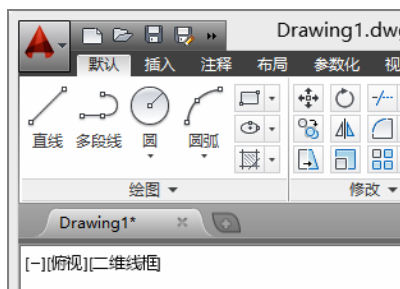 Drawing1.dwg
默认 插入 注释 布局 参数化 视
直线 多段线 圆 圆弧
绘图 修改
Drawing1*
[−][俯视][二维线框]